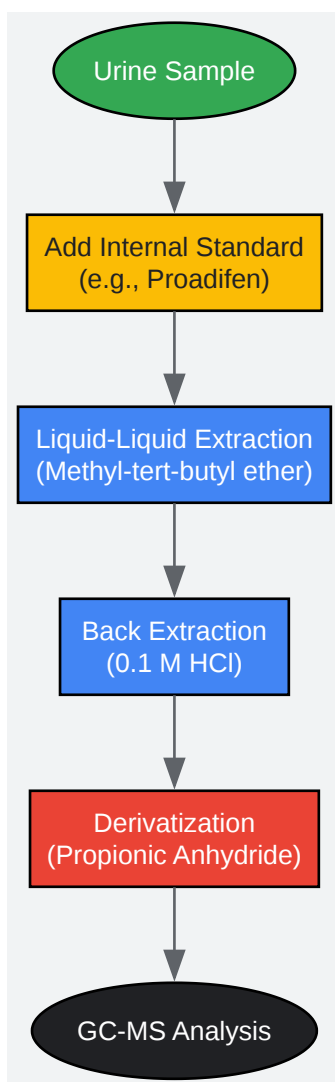 Urine Sample
Add Internal Standard
(e.g., Proadifen)
Liquid-Liquid Extraction
(Methyl-tert-butyl ether)
Back Extraction
(0.1 M HCl)
Derivatization
(Propionic Anhydride)
GC-MS Analysis